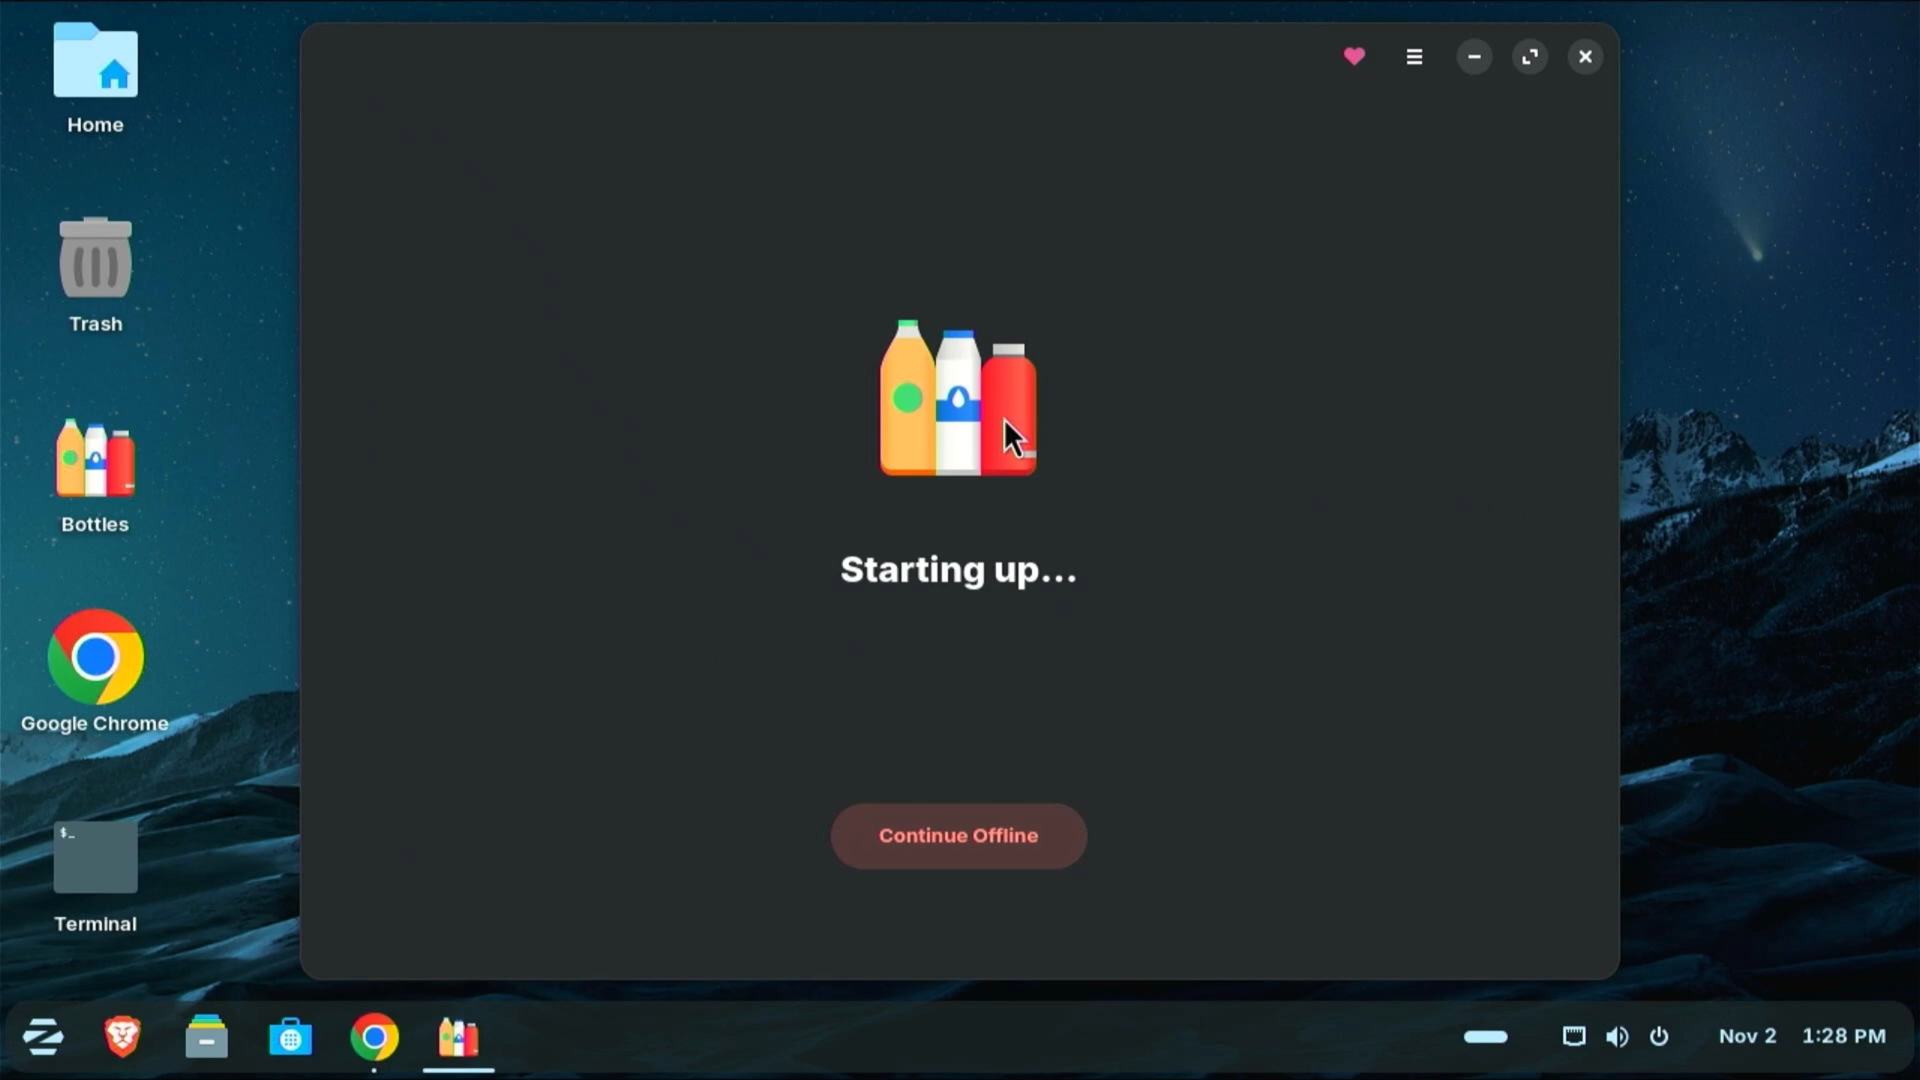 Home
Trash
Bottles
Google Chrome
$_
Terminal
Starting up...
Continue Offline
Nov 2 1:28 PM